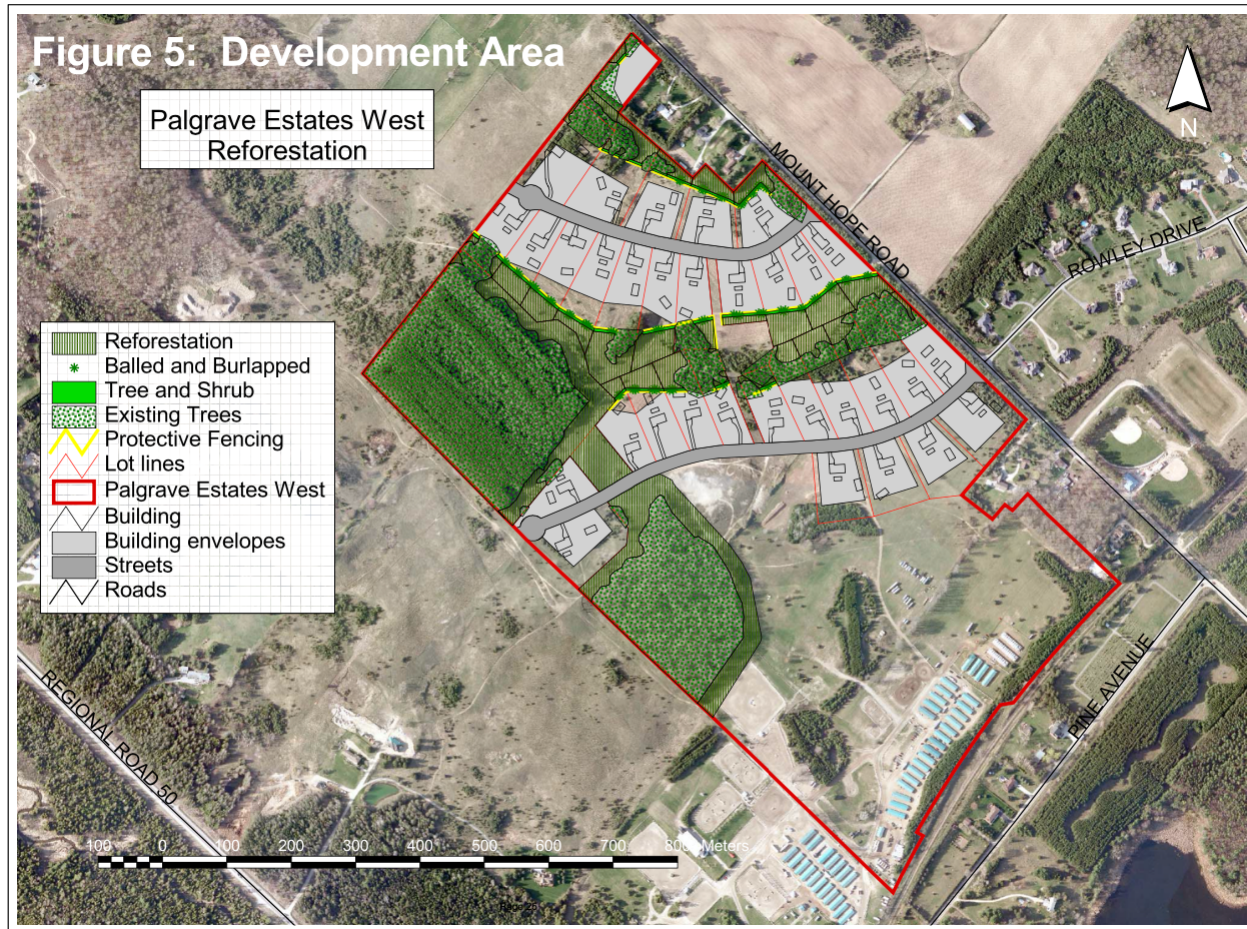 Figure 5: Development Area
Palgrave Estates West
Reforestation
N
MOUNT HOPE ROAD
ROWLEY DRIVE
Reforestation
Balled and Burlapped
Tree and Shrub
Existing Trees
Protective Fencing
Lot lines
Palgrave Estates West
Building
Building envelopes
Streets
Roads
PINE AVENUE
REGIONAL ROAD 50
100 0 100 200 300 400 500 600 700 800 Meters